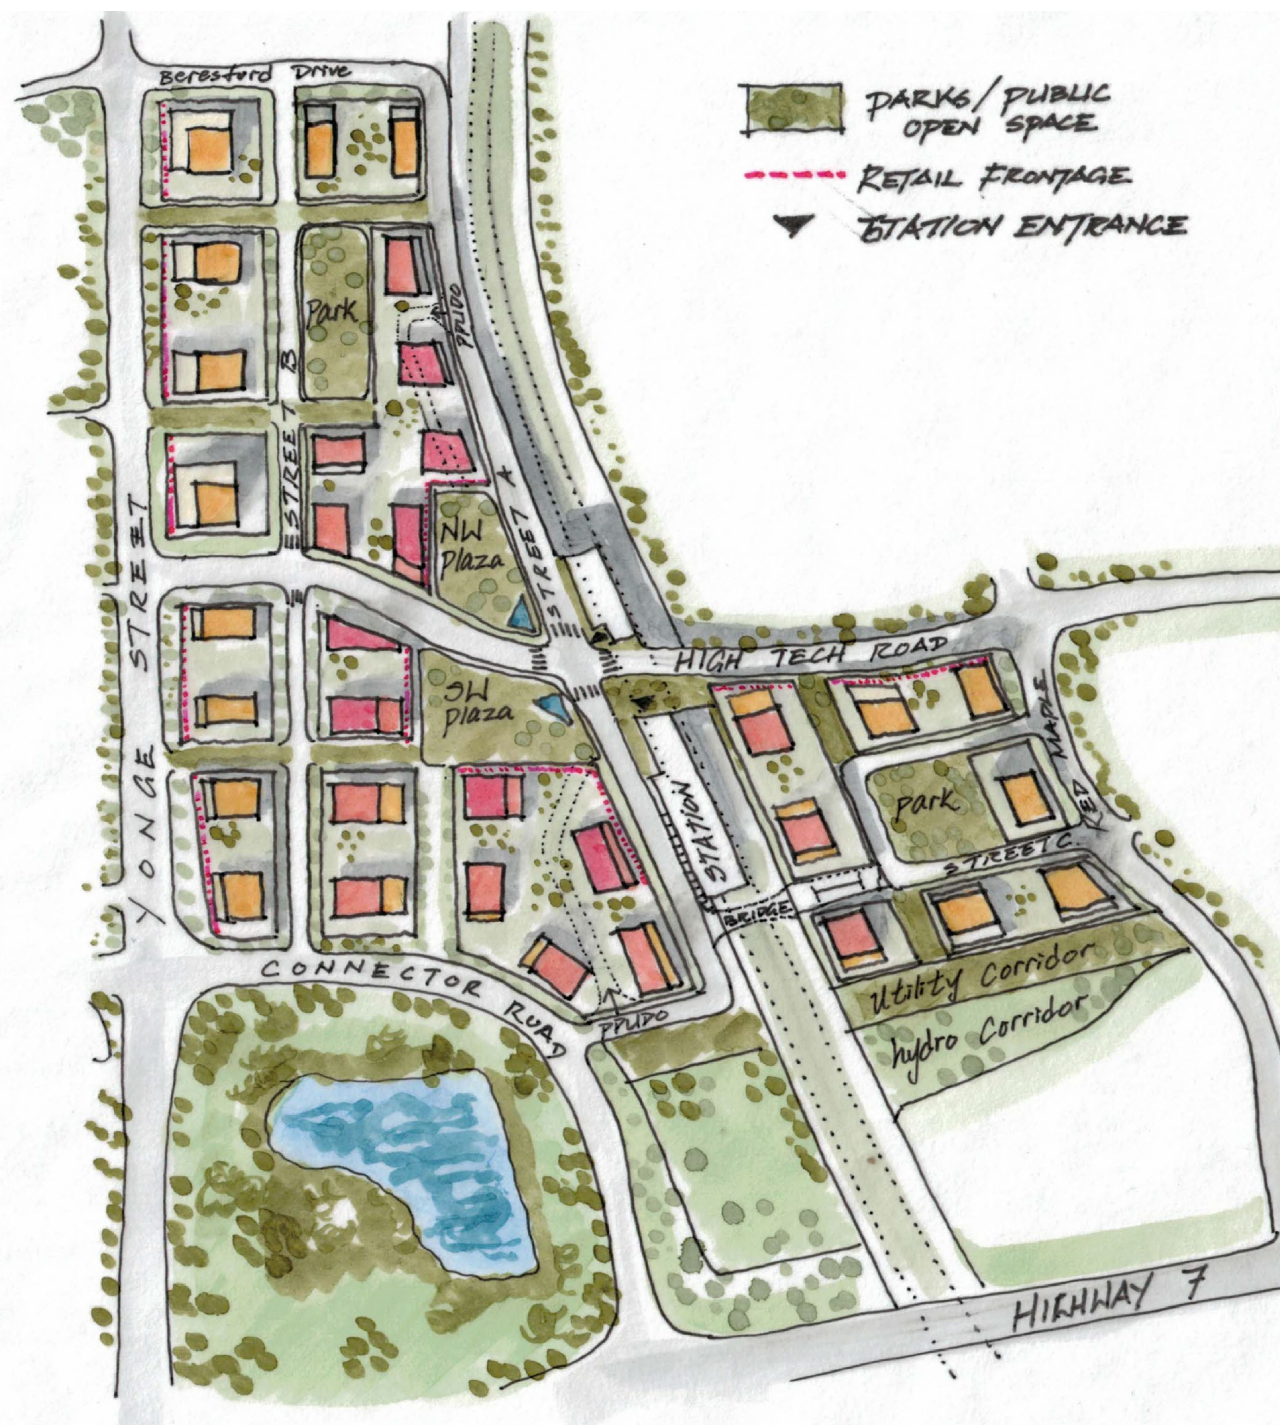 Beresford Drive
PARKS / PUBLIC
OPEN SPACE
RETAIL FRONTAGE
STATION ENTRANCE
Park
PPUDO
STREET B
STREET A
NW
Plaza
YONGE STREET
HIGH TECH ROAD
SW
Plaza
RED MAPLE
Park
STATION
STREET C
BRIDGE
CONNECTOR ROAD
Utility Corridor
PPUDO
hydro Corridor
HIGHWAY 7